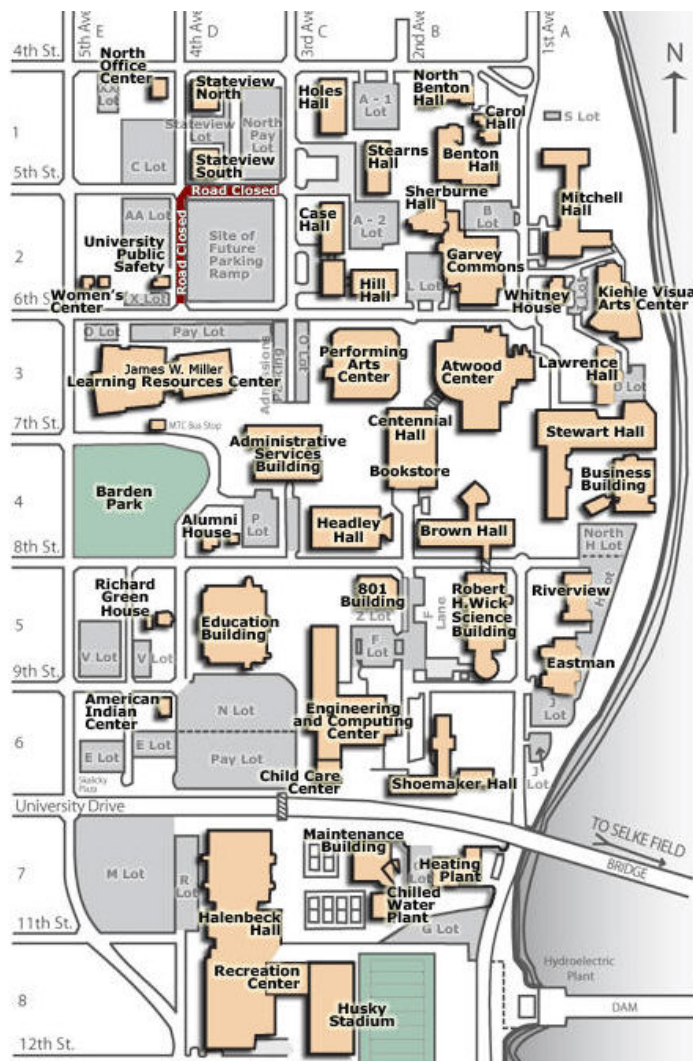 E
D
C
B
A
5th Ave
4th Ave
3rd Ave
2nd Ave
1st Ave
4th St.
N
North
Office
Center
Stateview
North
Holes
Hall
North
Benton
Hall
Carol
Hall
AA
Lot
A - 1
Lot
S Lot
1
Stateview
Lot
North
Pay
Lot
Stearns
Hall
Benton
Hall
C Lot
Stateview
South
5th St.
Road Closed
Sherburne
Hall
Mitchell
Hall
AA Lot
Case
Hall
A - 2
Lot
B
Lot
2
University
Public
Safety
Road Closed
Site of
Future
Parking
Ramp
Garvey
Commons
L Lot
Hill
Hall
Women's
Center
X Lot
Whitney
House
Kiehle Visual
Arts Center
6th St.
O Lot
Pay Lot
Admissions
Parking
O Lot
3
James W. Miller
Learning Resources Center
Performing
Arts
Center
Atwood
Center
Lawrence
Hall
D Lot
7th St.
MTC Bus Stop
Administrative
Services
Building
Centennial
Hall
Bookstore
Stewart Hall
4
Barden
Park
Business
Building
P
Lot
Alumni
House
Headley
Hall
Brown Hall
North
H Lot
8th St.
Richard
Green
House
801
Building
Z Lot
F
Lane
Robert
H.Wick
Science
Building
Riverview
H Lot
5
Education
Building
F
Lot
V Lot
V Lot
Eastman
9th St.
American
Indian
Center
N Lot
Engineering
and Computing
Center
J
Lot
6
E Lot
E Lot
Pay Lot
Child Care
Center
Shoemaker Hall
J
Lot
Skalicky
Plaza
University Drive
TO SELKE FIELD
BRIDGE
Maintenance
Building
Heating
Plant
7
M Lot
R
Lot
Lot
Chilled
Water
Plant
Halenbeck
Hall
11th St.
G Lot
Recreation
Center
Hydroelectric
Plant
8
Husky
Stadium
DAM
12th St.